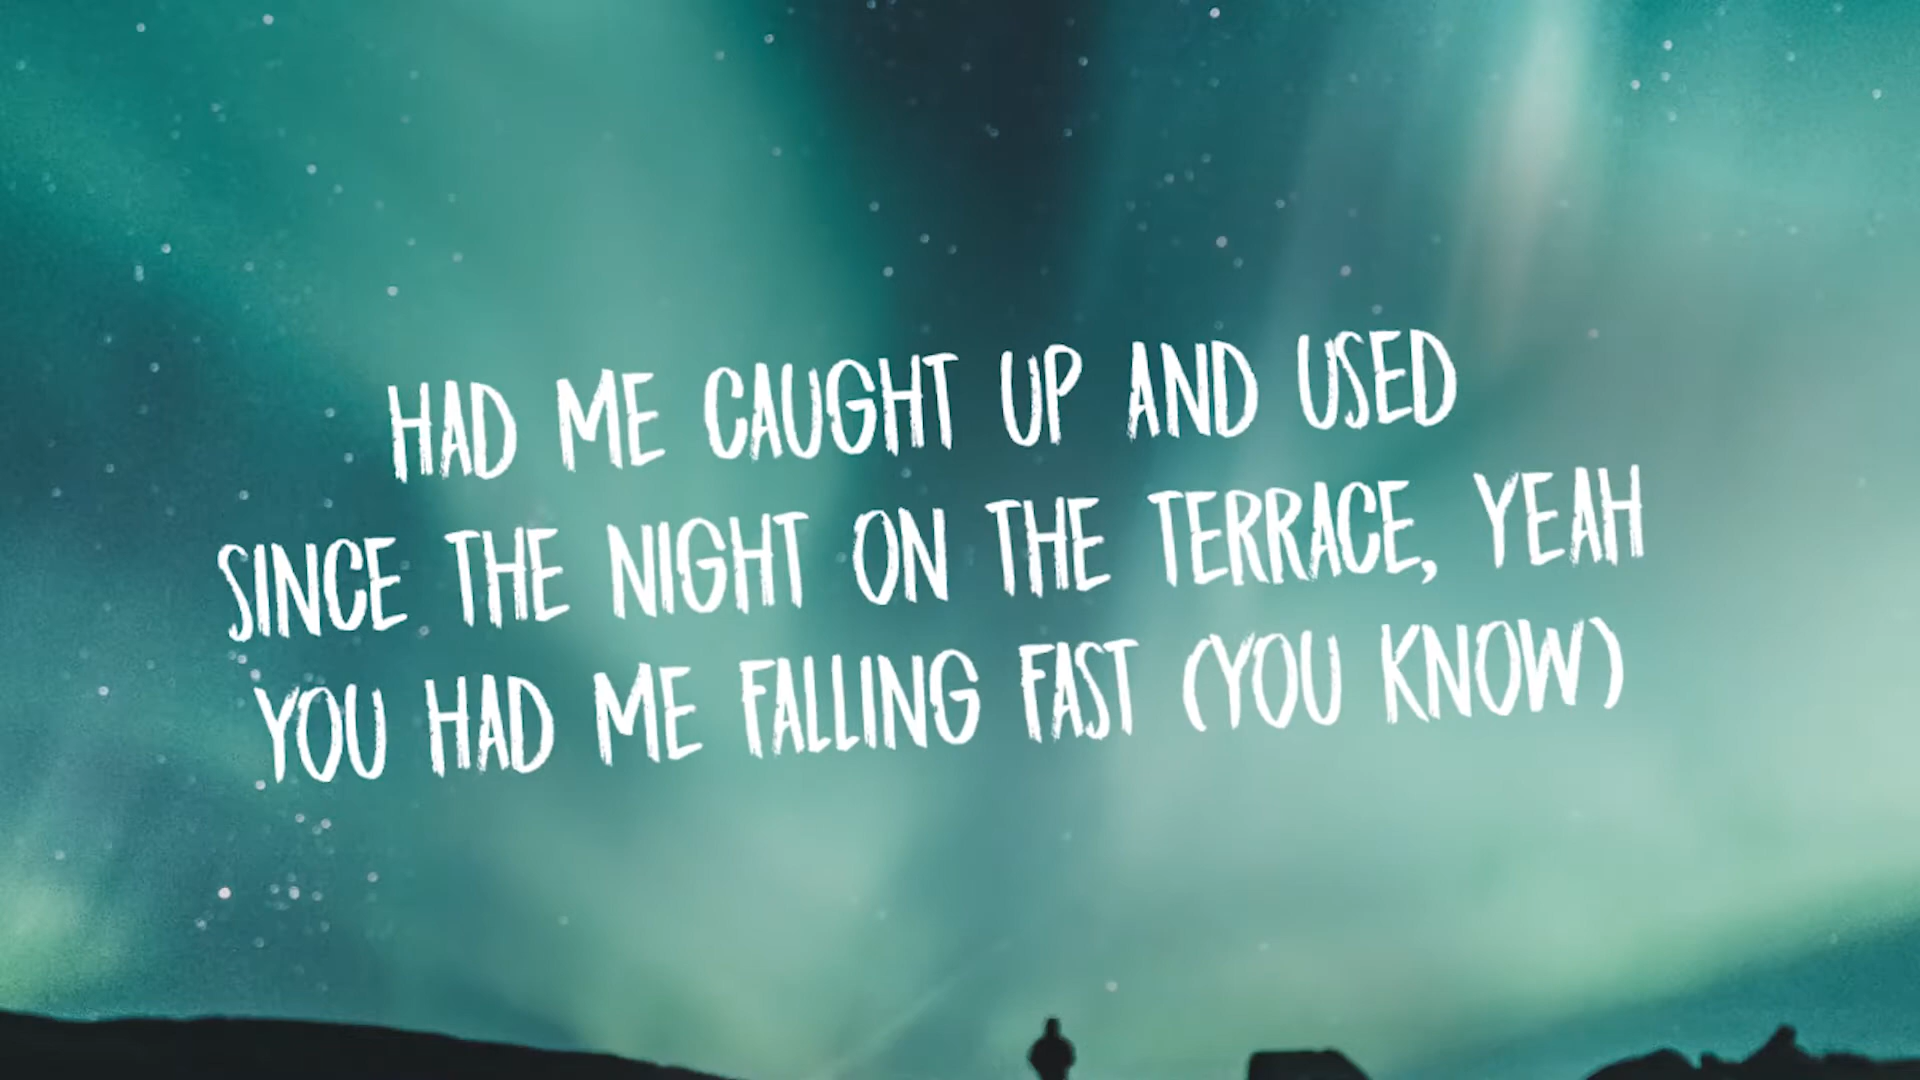 HAD ME CAUGHT UP AND USED
SINCE THE NIGHT ON THE TERRACE, YEAH
YOU HAD ME FALLING FAST (YOU KNOW)